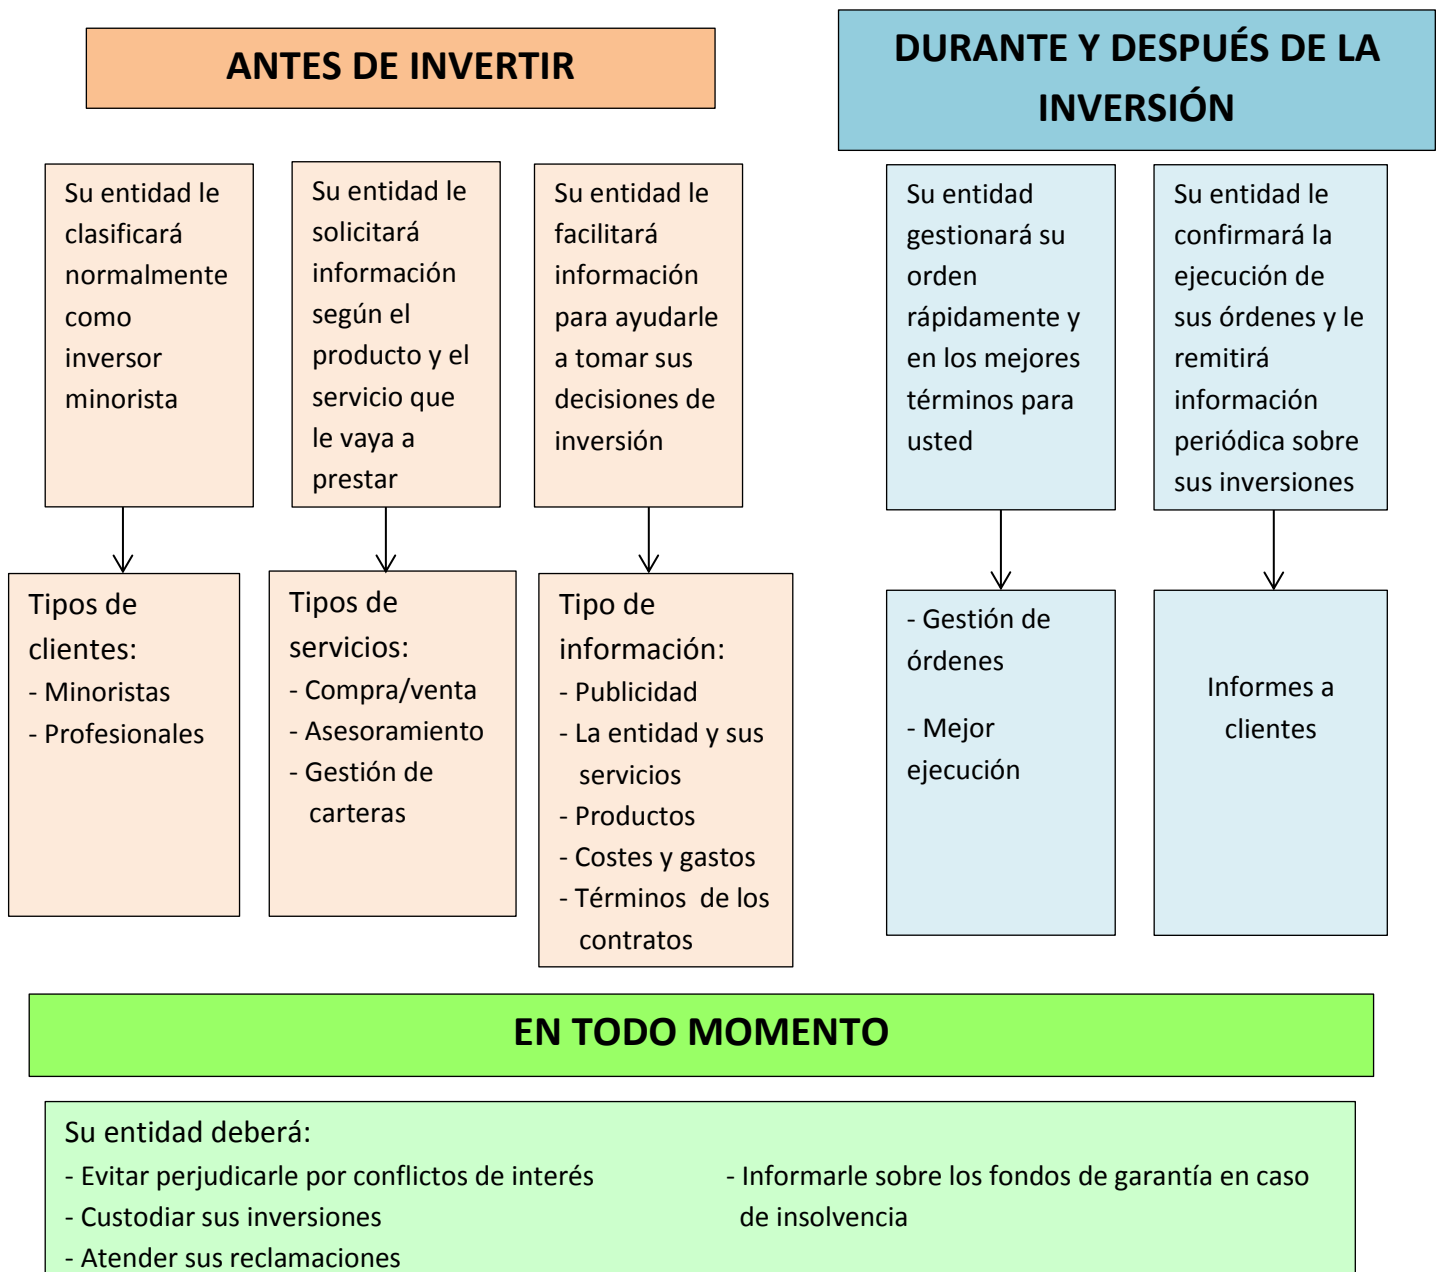 ANTES DE INVERTIR
DURANTE Y DESPUÉS DE LA
INVERSIÓN
Su entidad le
clasificará
normalmente
como
inversor
minorista
Su entidad le
solicitará
información
según el
producto y el
servicio que
le vaya a
prestar
Su entidad le
facilitará
información
para ayudarle
a tomar sus
decisiones de
inversión
Su entidad
gestionará su
orden
rápidamente y
en los mejores
términos para
usted
Su entidad le
confirmará la
ejecución de
sus órdenes y le
remitirá
información
periódica sobre
sus inversiones
Tipos de
clientes:
- Minoristas
- Profesionales
Tipos de
servicios:
- Compra/venta
- Asesoramiento
- Gestión de
carteras
Tipo de
información:
- Publicidad
- La entidad y sus
servicios
- Productos
- Costes y gastos
- Términos de los
contratos
- Gestión de
órdenes
- Mejor
ejecución
Informes a
clientes
EN TODO MOMENTO
Su entidad deberá:
- Evitar perjudicarle por conflictos de interés
- Custodiar sus inversiones
- Atender sus reclamaciones
- Informarle sobre los fondos de garantía en caso
de insolvencia